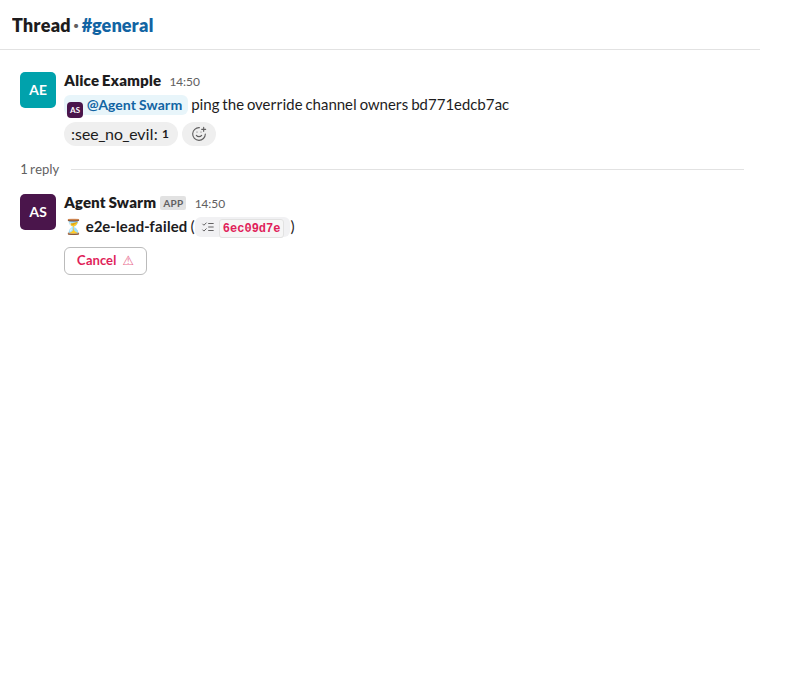 Thread • #general
AE
Alice Example 14:50
AS @Agent Swarm ping the override channel owners bd771edcb7ac
:see_no_evil: 1
1 reply
AS
Agent Swarm APP 14:50
⏳ e2e-lead-failed ( 6ec09d7e )
Cancel ⚠